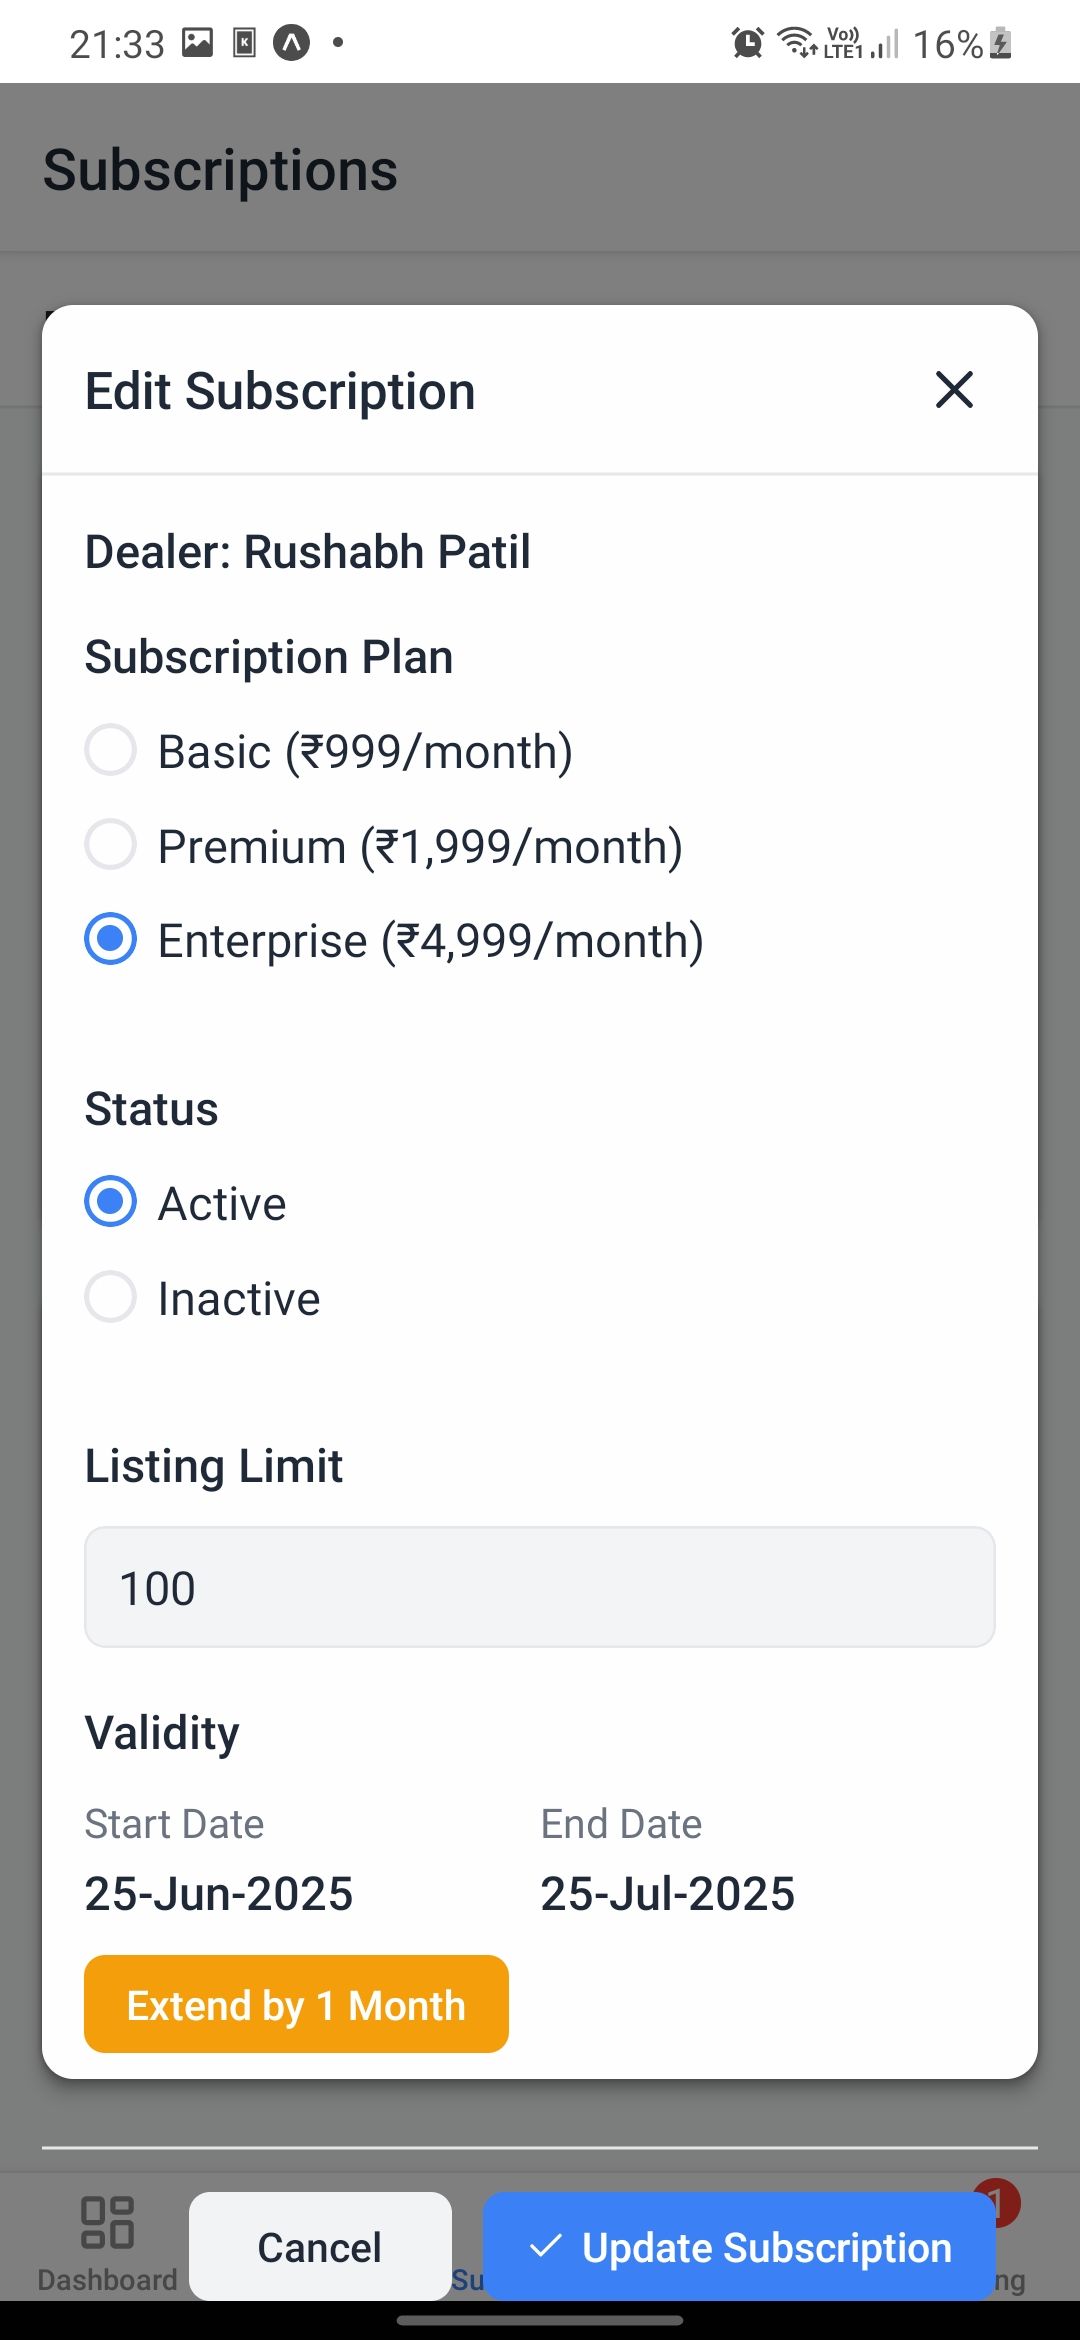 21:33
Vo))
LTE1
16%
Subscriptions
Edit Subscription
Dealer: Rushabh Patil
Subscription Plan
Basic (₹999/month)
Premium (₹1,999/month)
Enterprise (₹4,999/month)
Status
Active
Inactive
Listing Limit
100
Validity
Start Date
End Date
25-Jun-2025
25-Jul-2025
Extend by 1 Month
1
Cancel
Update Subscription
Dashboard
Su
ng